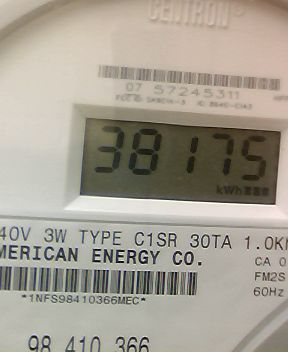 CENTRON®
07 57245311
38175
kWh
40V 3W TYPE C1SR 30TA 1.0K
MERICAN ENERGY CO.
CA 0
FM2S
60Hz
*1NFS98410366MEC*
98 410 366